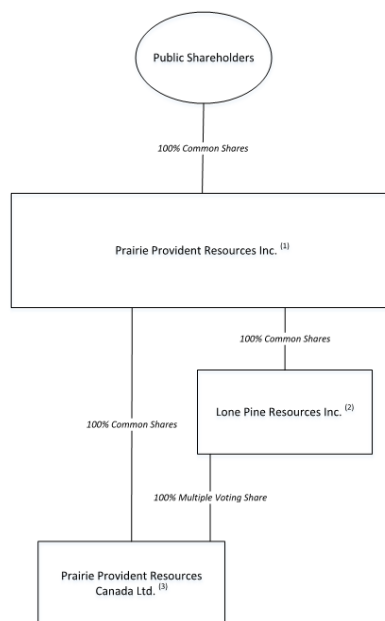 Public Shareholders
100% Common Shares
Prairie Provident Resources Inc. (1)
100% Common Shares
Lone Pine Resources Inc. (2)
100% Common Shares
100% Multiple Voting Share
Prairie Provident Resources
Canada Ltd. (3)